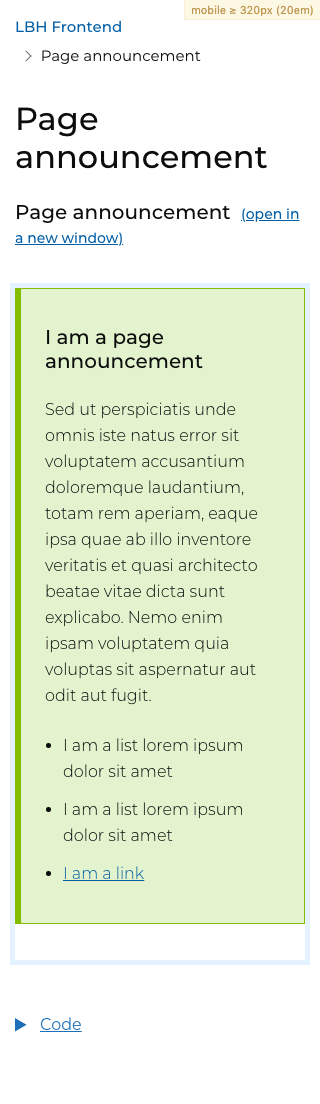 mobile ≥ 320px (20em)
LBH Frontend
Page announcement
Page
announcement
Page announcement (open in
a new window)
I am a page
announcement
Sed ut perspiciatis unde
omnis iste natus error sit
voluptatem accusantium
doloremque laudantium,
totam rem aperiam, eaque
ipsa quae ab illo inventore
veritatis et quasi architecto
beatae vitae dicta sunt
explicabo. Nemo enim
ipsam voluptatem quia
voluptas sit aspernatur aut
odit aut fugit.
• I am a list lorem ipsum
dolor sit amet
• I am a list lorem ipsum
dolor sit amet
• I am a link
Code